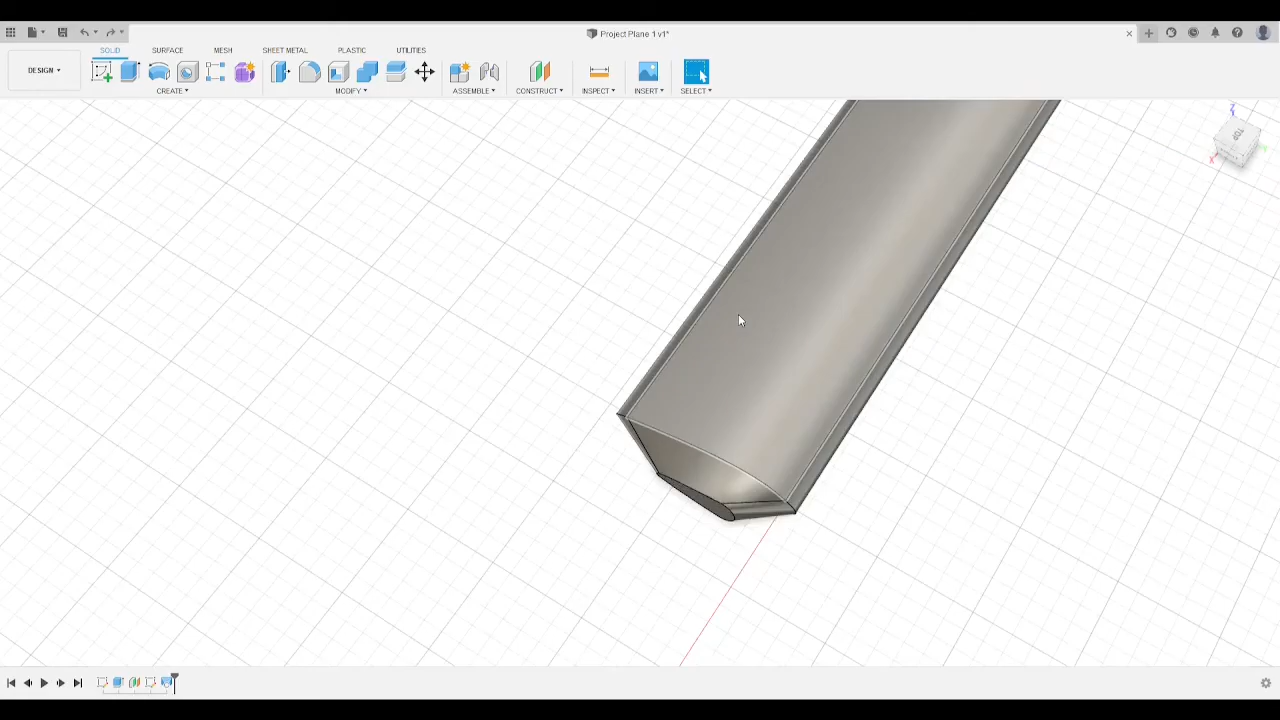 Project Plane 1 v1*
SOLID SURFACE MESH SHEET METAL PLASTIC UTILITIES
DESIGN
CREATE MODIFY ASSEMBLE CONSTRUCT INSPECT INSERT SELECT
Z
TOP
X
Y